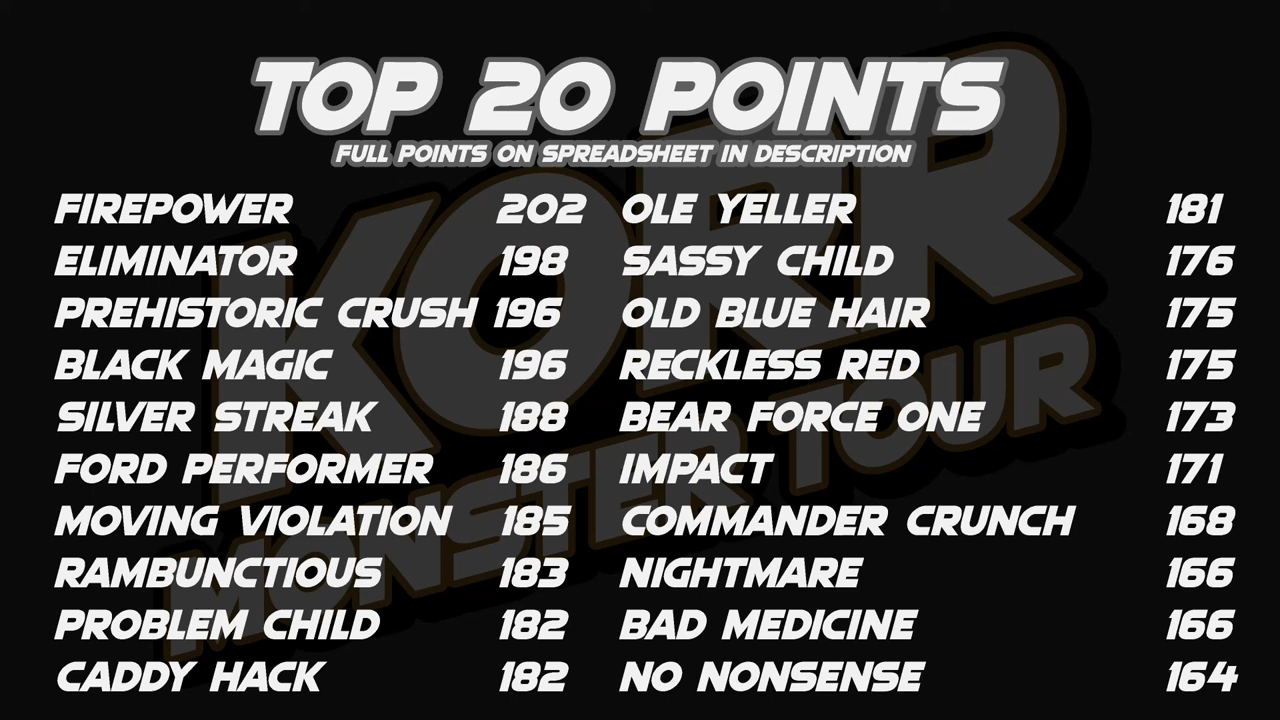 TOP 20 POINTS
FULL POINTS ON SPREADSHEET IN DESCRIPTION
FIREPOWER 202
ELIMINATOR 198
PREHISTORIC CRUSH 196
BLACK MAGIC 196
SILVER STREAK 188
FORD PERFORMER 186
MOVING VIOLATION 185
RAMBUNCTIOUS 183
PROBLEM CHILD 182
CADDY HACK 182
OLE YELLER 181
SASSY CHILD 176
OLD BLUE HAIR 175
RECKLESS RED 175
BEAR FORCE ONE 173
IMPACT 171
COMMANDER CRUNCH 168
NIGHTMARE 166
BAD MEDICINE 166
NO NONSENSE 164
KORR
MONSTER TOUR